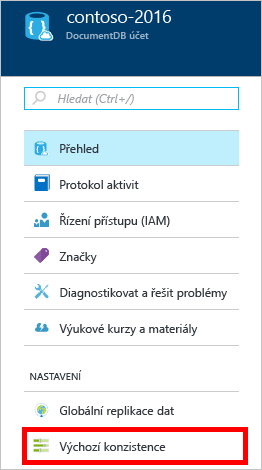 contoso-2016
DocumentDB účet
Hledat (Ctrl+/)
Přehled
Protokol aktivit
Řízení přístupu (IAM)
Značky
Diagnostikovat a řešit problémy
Výukové kurzy a materiály
NASTAVENÍ
Globální replikace dat
Výchozí konzistence